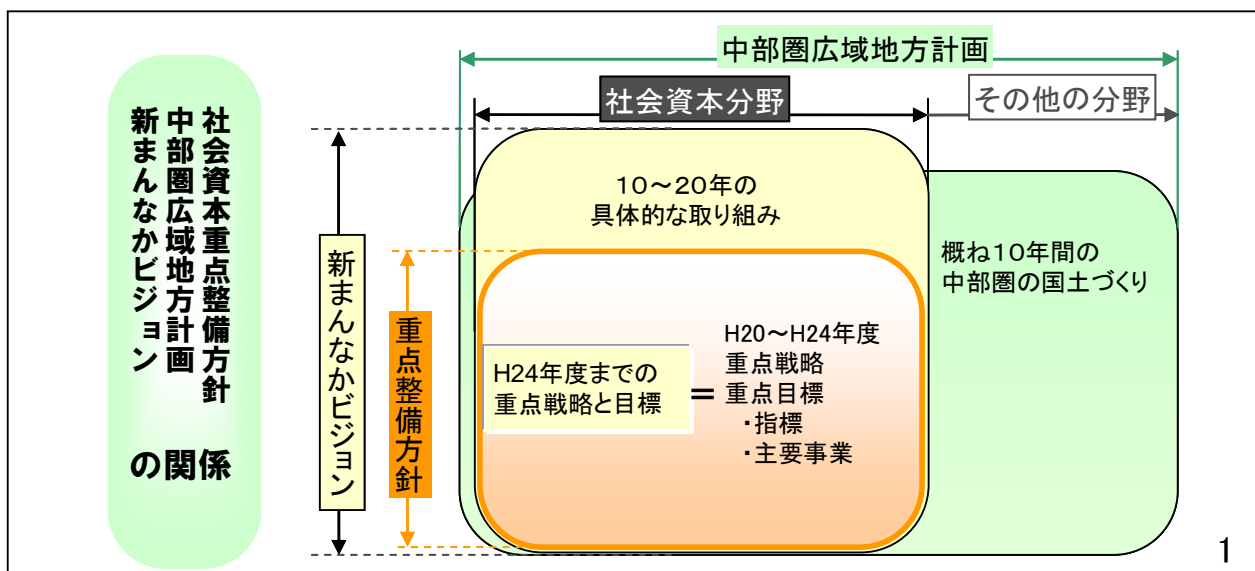 社会資本重点整備方針
中部圏広域地方計画
新まんなかビジョン
の関係
中部圏広域地方計画
社会資本分野
その他の分野
新まんなかビジョン
重点整備方針
10～20年の
具体的な取り組み
概ね10年間の
中部圏の国土づくり
H24年度までの
重点戦略と目標
＝
H20～H24年度
重点戦略
重点目標
・指標
・主要事業
1